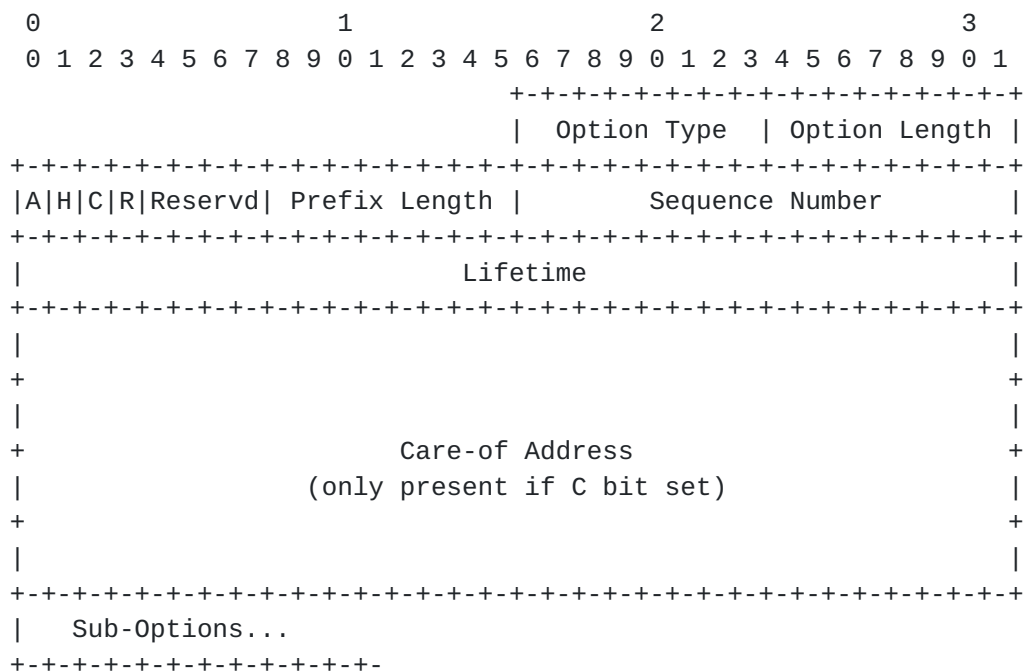 0                   1                   2                   3
 0 1 2 3 4 5 6 7 8 9 0 1 2 3 4 5 6 7 8 9 0 1 2 3 4 5 6 7 8 9 0 1
                                +-+-+-+-+-+-+-+-+-+-+-+-+-+-+-+-+
                                |  Option Type  | Option Length |
+-+-+-+-+-+-+-+-+-+-+-+-+-+-+-+-+-+-+-+-+-+-+-+-+-+-+-+-+-+-+-+-+
|A|H|C|R|Reservd| Prefix Length |        Sequence Number        |
+-+-+-+-+-+-+-+-+-+-+-+-+-+-+-+-+-+-+-+-+-+-+-+-+-+-+-+-+-+-+-+-+
|                            Lifetime                           |
+-+-+-+-+-+-+-+-+-+-+-+-+-+-+-+-+-+-+-+-+-+-+-+-+-+-+-+-+-+-+-+-+
|                                                               |
+                                                               +
|                                                               |
+                        Care-of Address                        +
|                  (only present if C bit set)                  |
+                                                               +
|                                                               |
+-+-+-+-+-+-+-+-+-+-+-+-+-+-+-+-+-+-+-+-+-+-+-+-+-+-+-+-+-+-+-+-+
|   Sub-Options...
+-+-+-+-+-+-+-+-+-+-+-+-